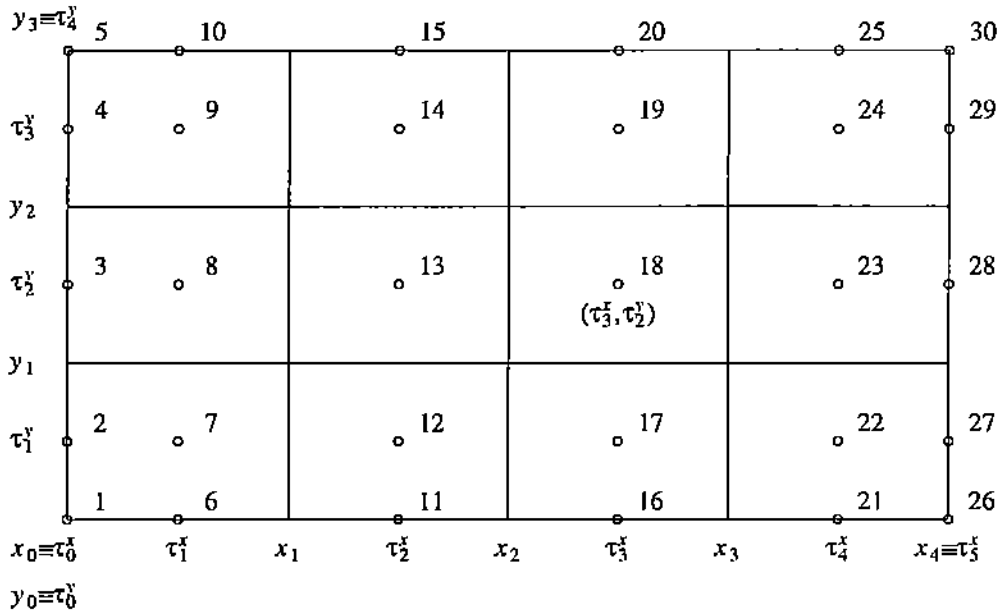 y₃≡τ₄ʸ 5 10 15 20 25 30
τ₃ʸ 4 9 14 19 24 29
y₂
τ₂ʸ 3 8 13 18 23 28
(τ₃ˣ,τ₂ʸ)
y₁
τ₁ʸ 2 7 12 17 22 27
1 6 11 16 21 26
x₀≡τ₀ˣ τ₁ˣ x₁ τ₂ˣ x₂ τ₃ˣ x₃ τ₄ˣ x₄≡τ₅ˣ
y₀≡τ₀ʸ